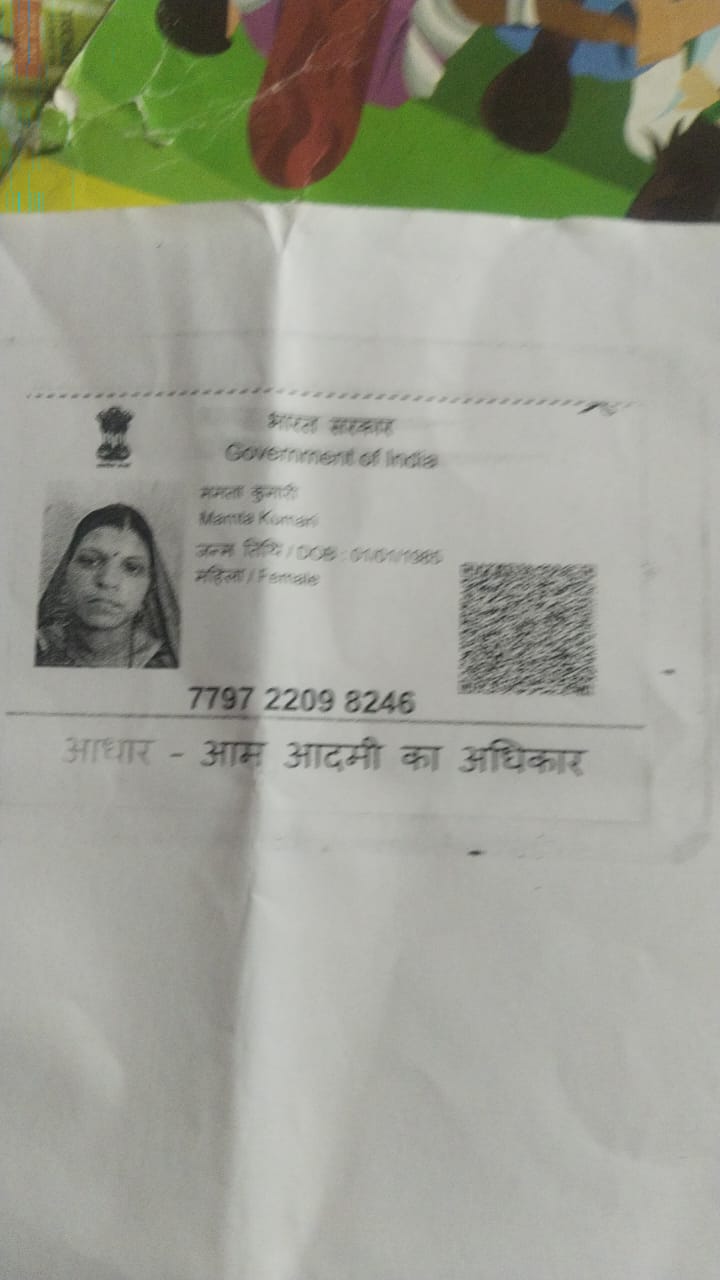 भारत सरकार
Government of India
ममता कुमारी
Mamta Kumari
जन्म तिथि / DOB : 01/01/1985
महिला / Female
7797 2209 8246
आधार - आम आदमी का अधिकार